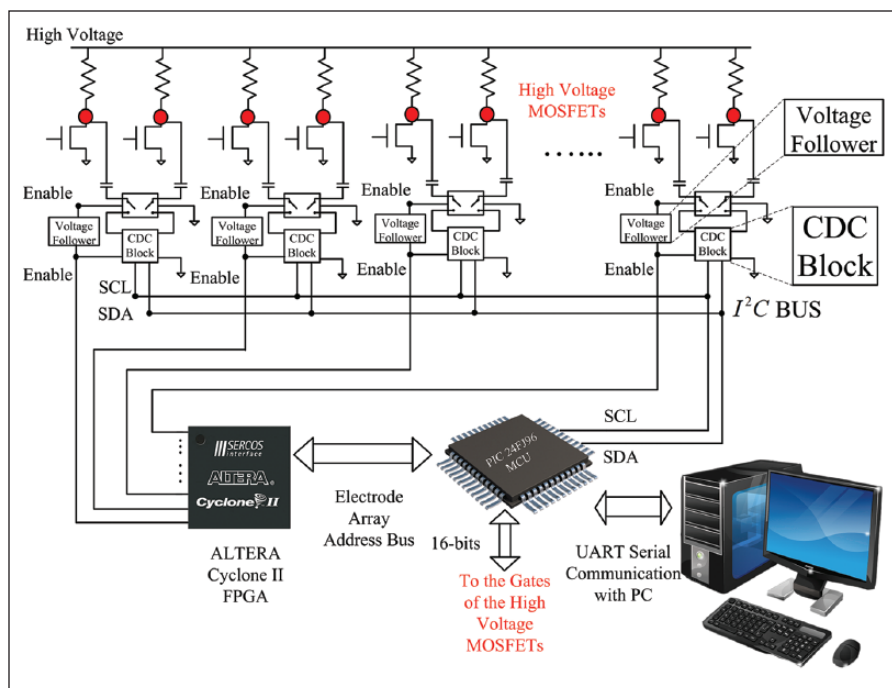 High Voltage
High Voltage
MOSFETs
Voltage
Follower
Enable
Enable
Enable
Enable
Voltage
Follower
CDC
Block
Voltage
Follower
CDC
Block
Voltage
Follower
CDC
Block
Voltage
Follower
CDC
Block
CDC
Block
Enable
Enable
Enable
Enable
SCL
SDA
I²C BUS
SCL
SDA
SERCOS
interface
ALTERA®
Cyclone II
PIC 24FJ96
MCU
Electrode
Array
Address Bus
16-bits
ALTERA
Cyclone II
FPGA
UART Serial
Communication
with PC
To the Gates
of the High
Voltage
MOSFETs